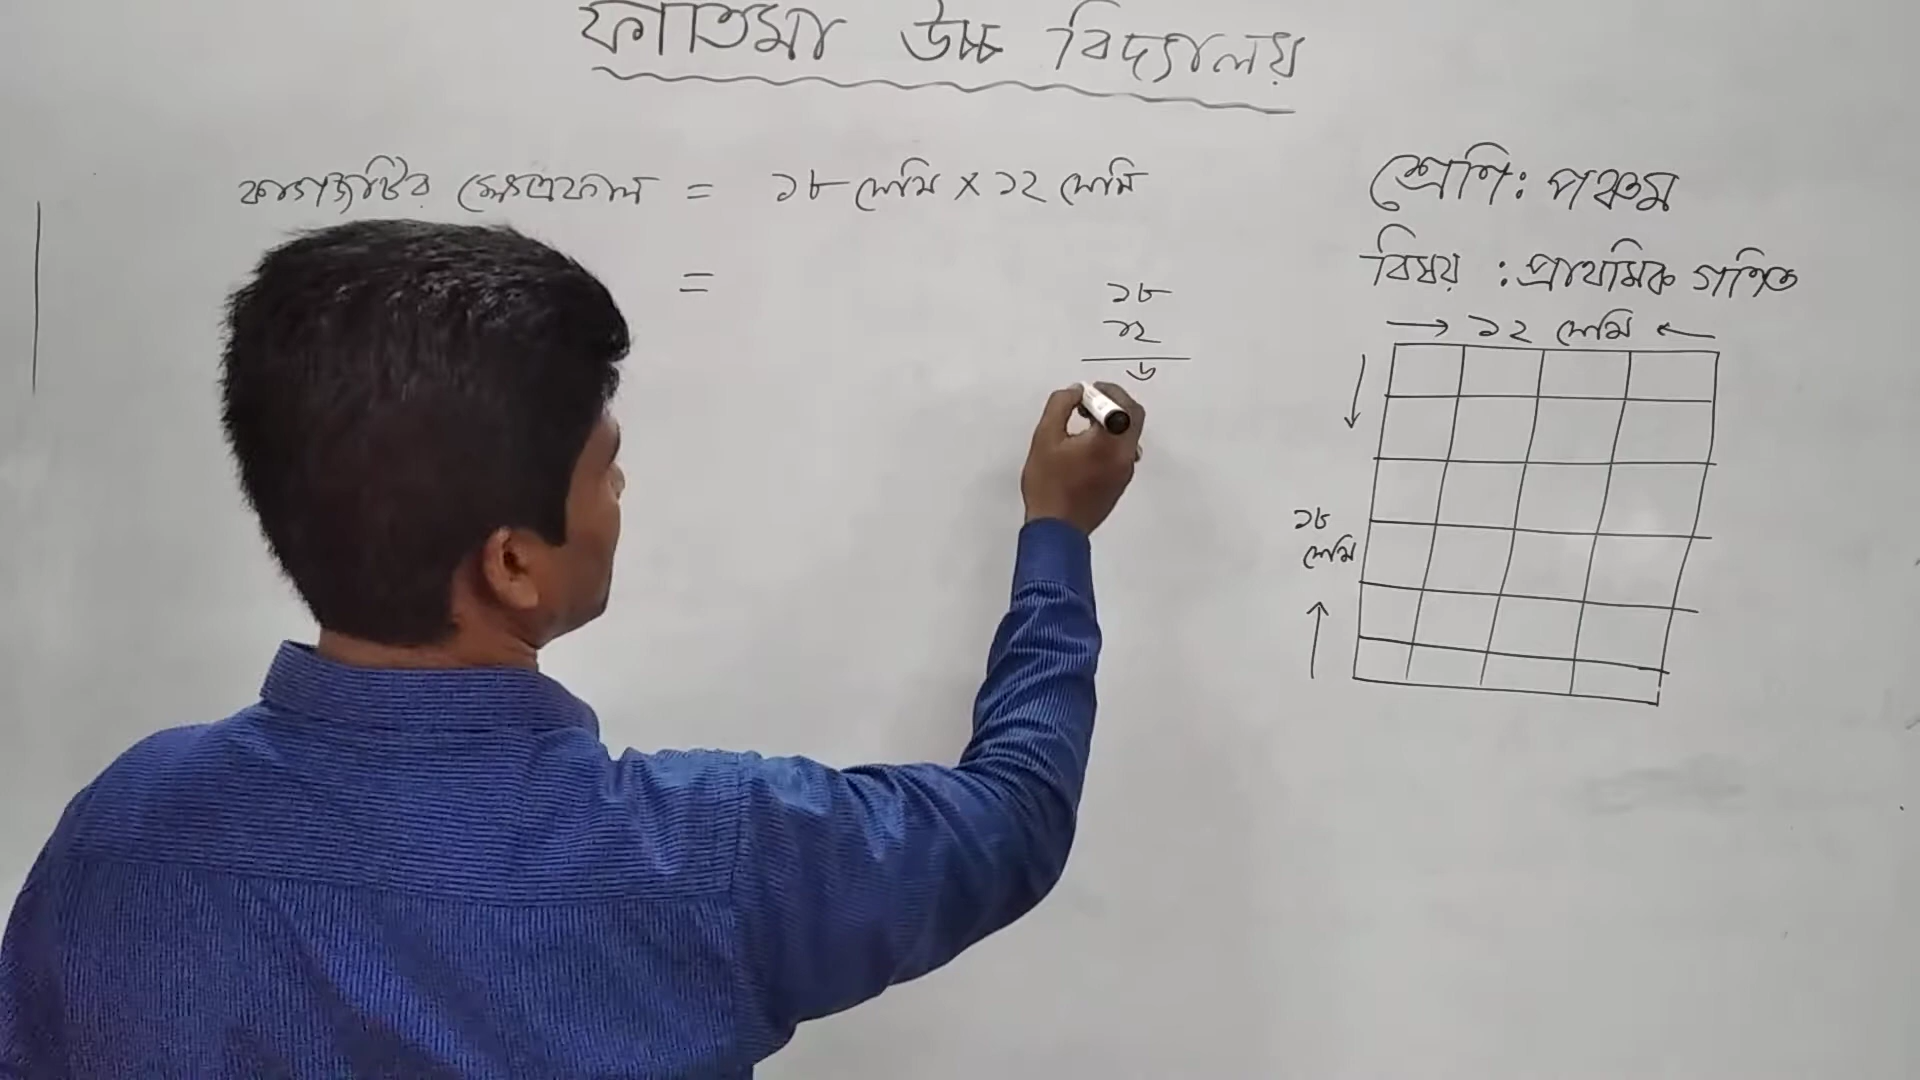 ফাতিমা উচ্চ বিদ্যালয়
কাগজটির ক্ষেত্রফল = ১৮ সেমি × ১২ সেমি
=
১৮
১২
৬
শ্রেণি: পঞ্চম
বিষয় : প্রাথমিক গণিত
→ ১২ সেমি ←
১৮
সেমি